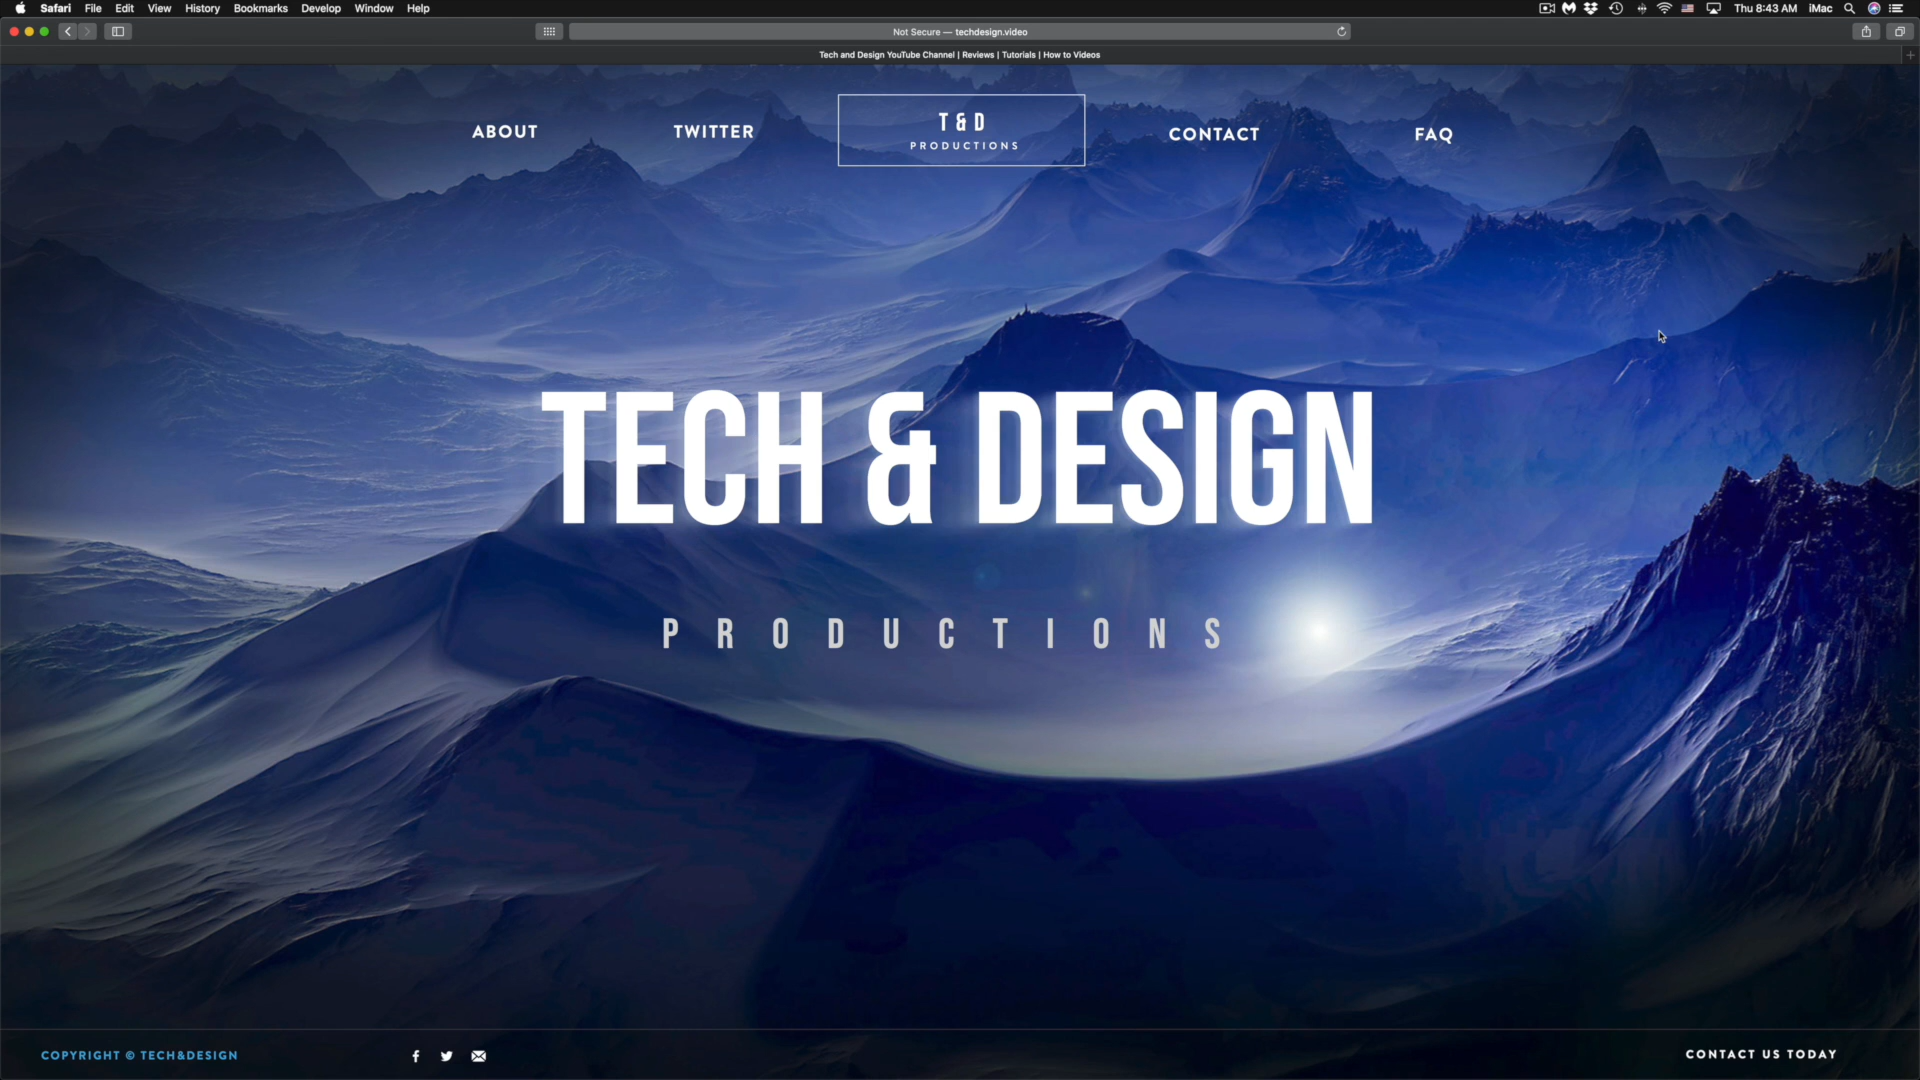 Safari File Edit View History Bookmarks Develop Window Help Thu 8:43 AM iMac
Not Secure — techdesign.video
Tech and Design YouTube Channel | Reviews | Tutorials | How to Videos
ABOUT TWITTER T&D CONTACT FAQ
PRODUCTIONS
TECH & DESIGN
PRODUCTIONS
COPYRIGHT © TECH&DESIGN CONTACT US TODAY